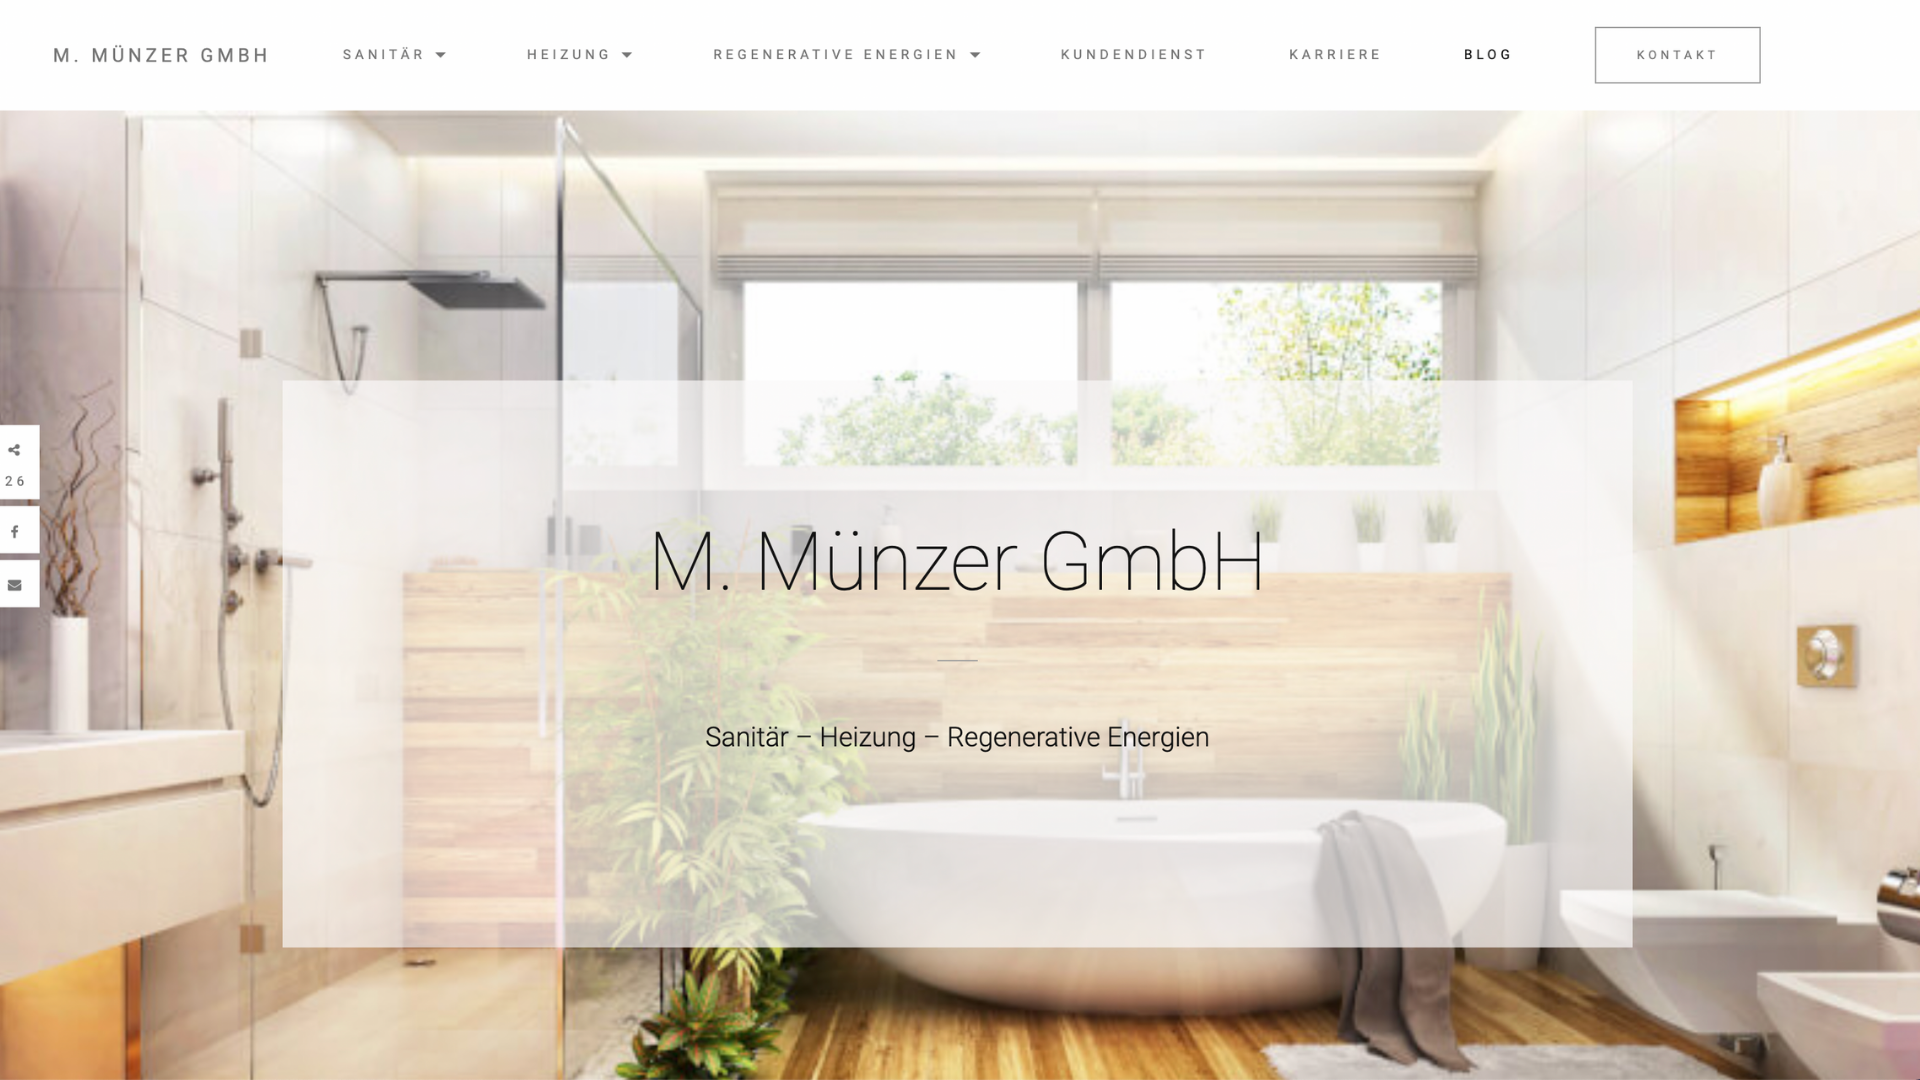 M. MÜNZER GMBH
SANITÄR
HEIZUNG
REGENERATIVE ENERGIEN
KUNDENDIENST
KARRIERE
BLOG
KONTAKT
26
M. Münzer GmbH
Sanitär – Heizung – Regenerative Energien